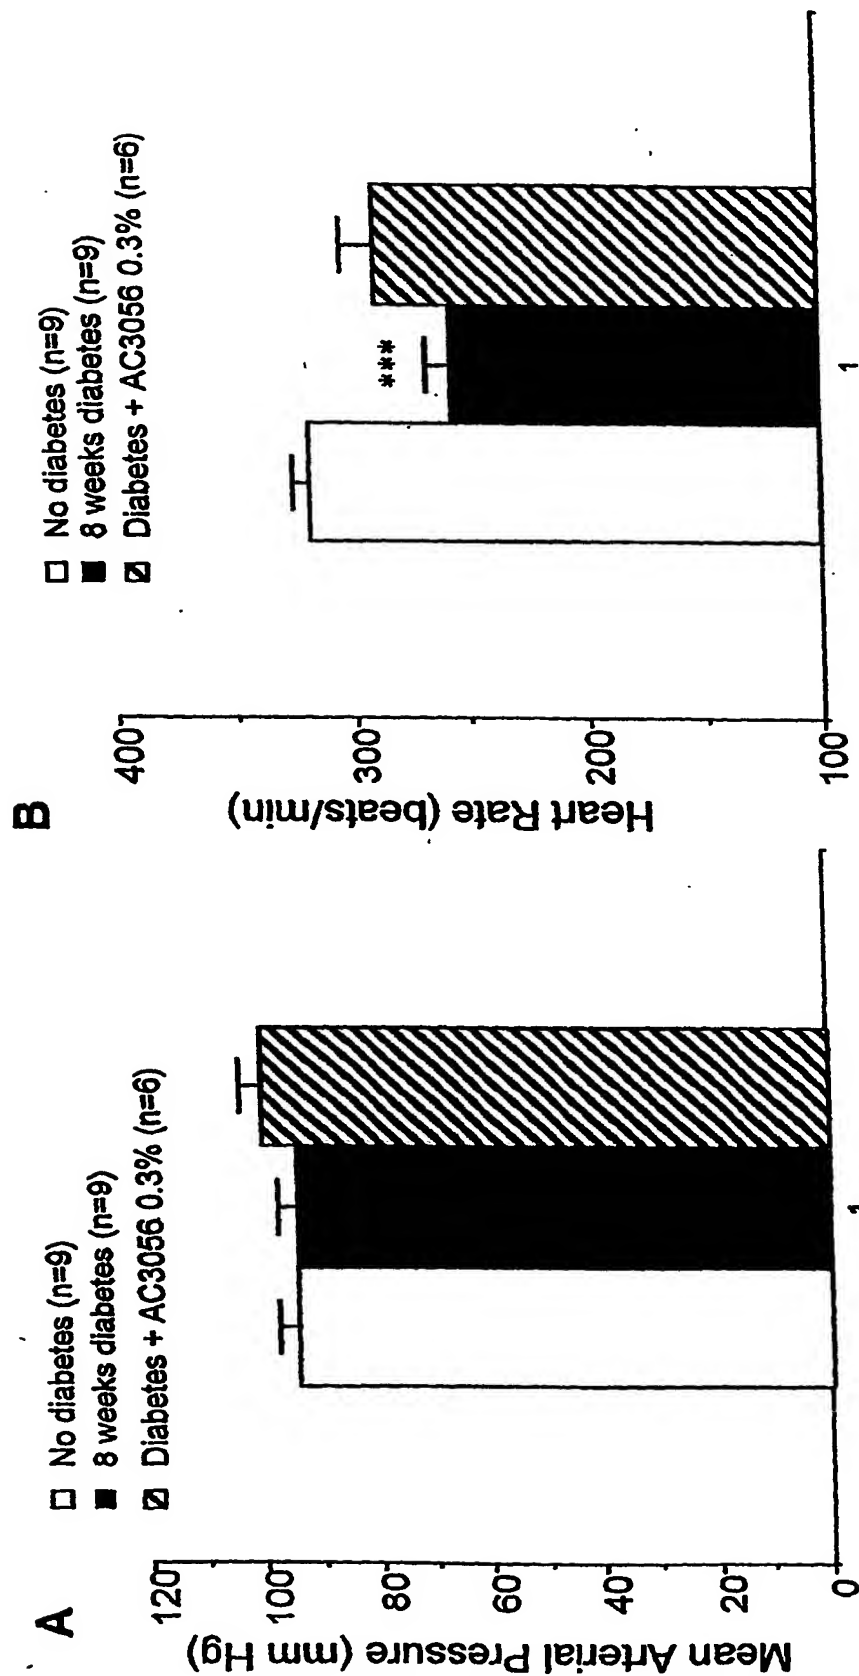 A
□ No diabetes (n=9)
■ 8 weeks diabetes (n=9)
▨ Diabetes + AC3056 0.3% (n=6)
Mean Arterial Pressure (mm Hg)
120
100
80
60
40
20
0
1
B
□ No diabetes (n=9)
■ 8 weeks diabetes (n=9)
▨ Diabetes + AC3056 0.3% (n=6)
Heart Rate (beats/min)
400
300
200
100
***
1